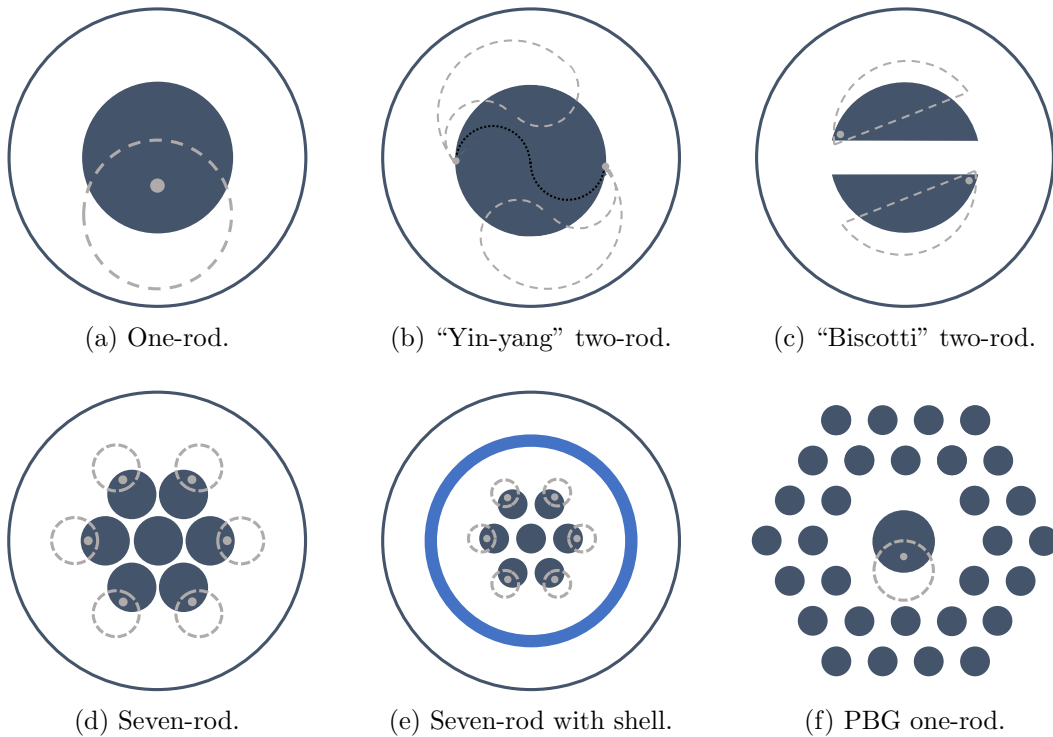 (a) One-rod.
(b) “Yin-yang” two-rod.
(c) “Biscotti” two-rod.
(d) Seven-rod.
(e) Seven-rod with shell.
(f) PBG one-rod.